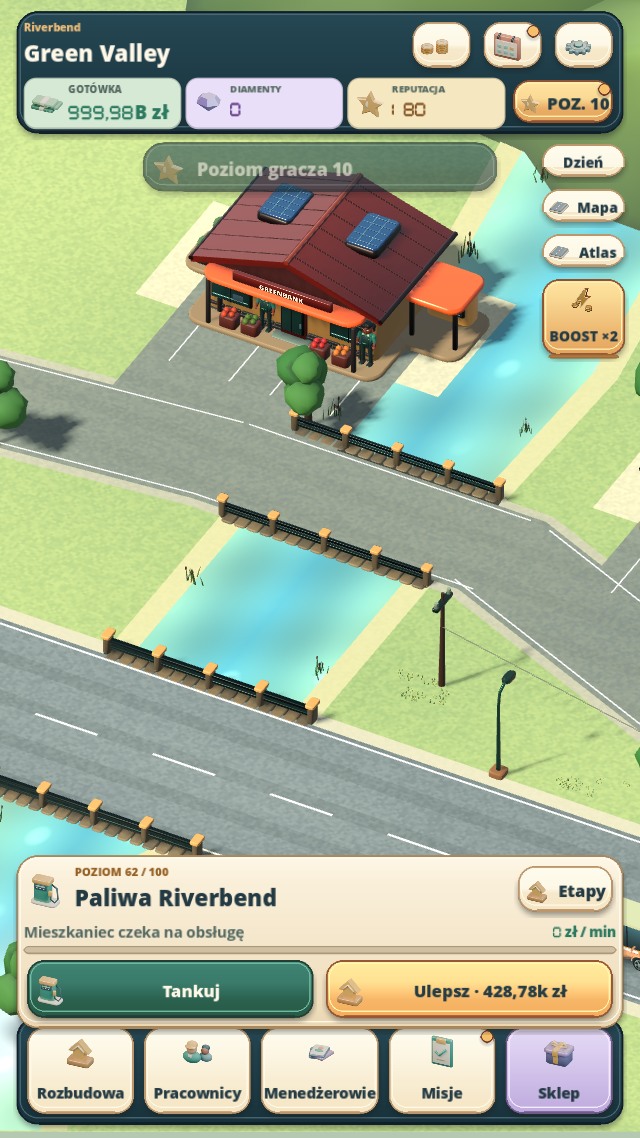 Riverbend
Green Valley
GOTÓWKA
999,98B zł
DIAMENTY
0
REPUTACJA
180
POZ. 10
Poziom gracza 10
Dzień
Mapa
Atlas
BOOST ×2
GREENBANK
POZIOM 62 / 100
Paliwa Riverbend
Etapy
Mieszkaniec czeka na obsługę
0 zł / min
Tankuj
Ulepsz · 428,78k zł
Rozbudowa
Pracownicy
Menedżerowie
Misje
Sklep